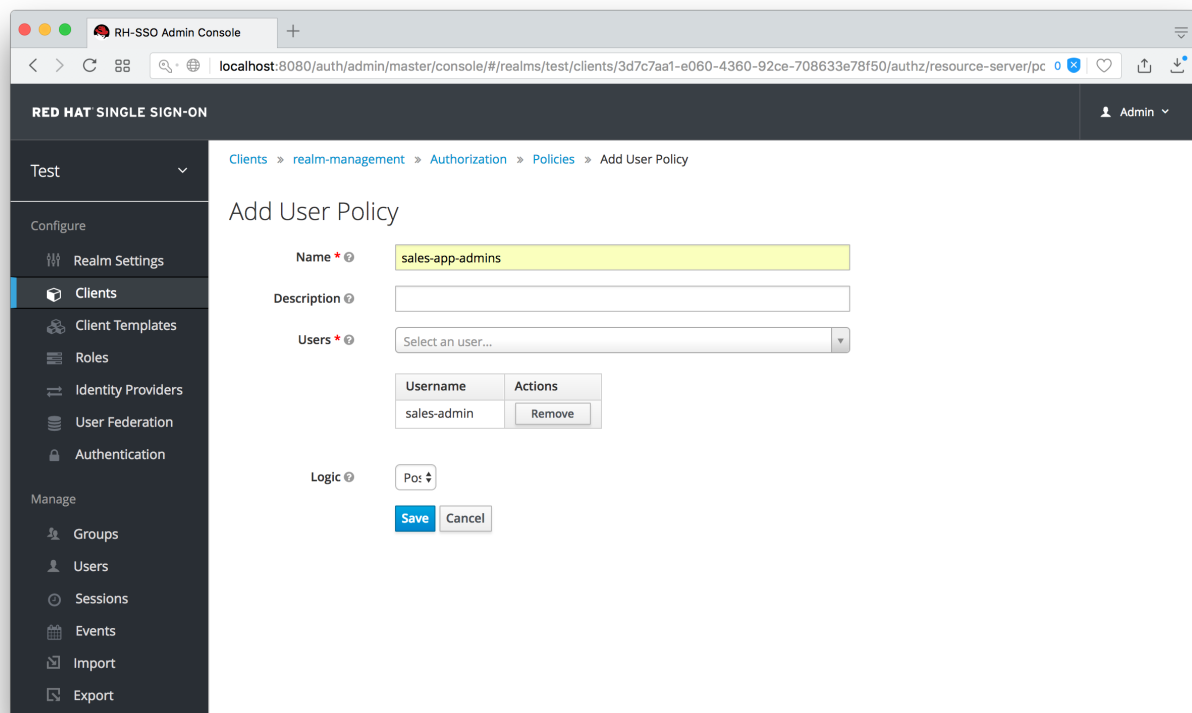 RH-SSO Admin Console
localhost:8080/auth/admin/master/console/#/realms/test/clients/3d7c7aa1-e060-4360-92ce-708633e78f50/authz/resource-server/pc 0
RED HAT SINGLE SIGN-ON
Admin
Test
Configure
Realm Settings
Clients
Client Templates
Roles
Identity Providers
User Federation
Authentication
Manage
Groups
Users
Sessions
Events
Import
Export
Clients » realm-management » Authorization » Policies » Add User Policy
Add User Policy
Name *
sales-app-admins
Description
Users *
Select an user...
Username Actions
sales-admin Remove
Logic
Pos
Save Cancel